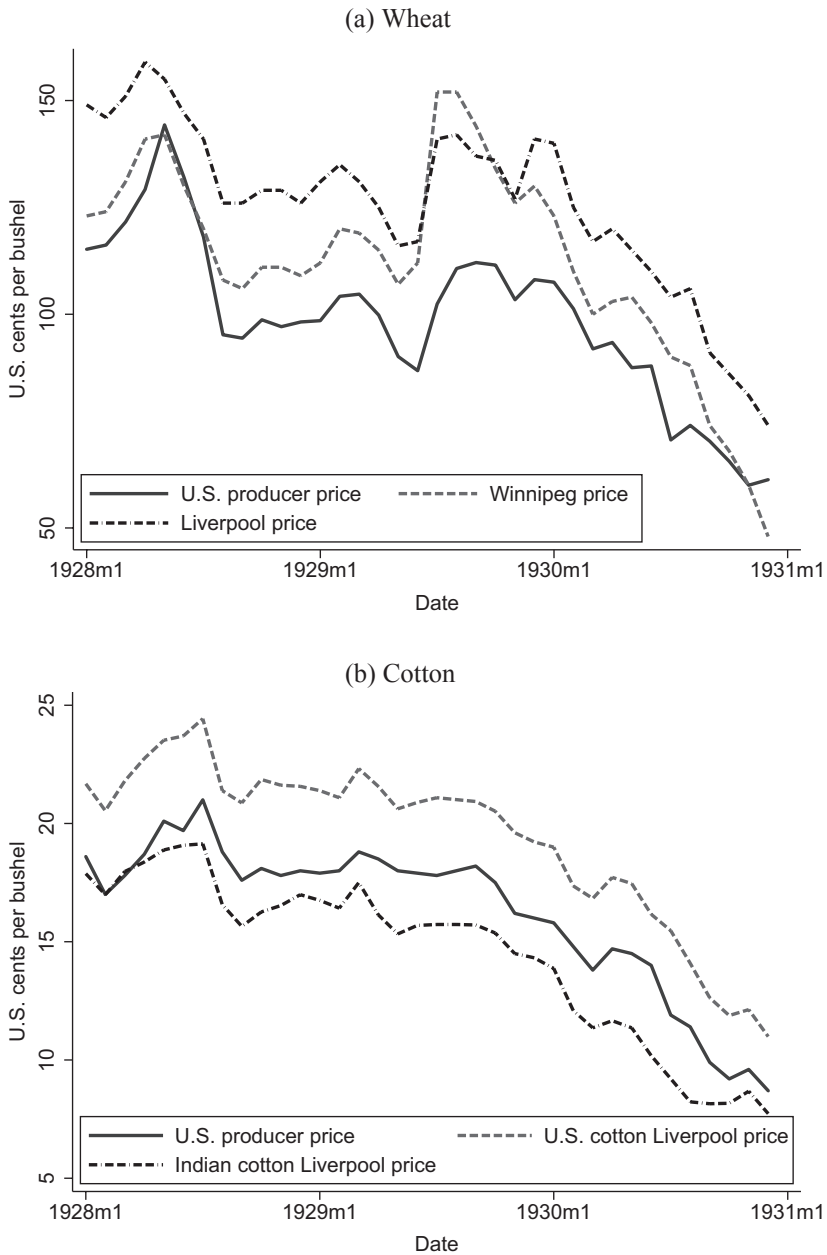 (a) Wheat
U.S. cents per bushel
150
100
50
U.S. producer price
Winnipeg price
Liverpool price
1928m1
1929m1
1930m1
1931m1
Date
(b) Cotton
U.S. cents per bushel
25
20
15
10
5
U.S. producer price
U.S. cotton Liverpool price
Indian cotton Liverpool price
1928m1
1929m1
1930m1
1931m1
Date